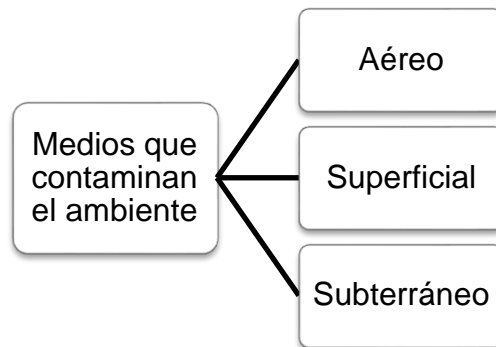 Medios que
contaminan
el ambiente
Aéreo
Superficial
Subterráneo